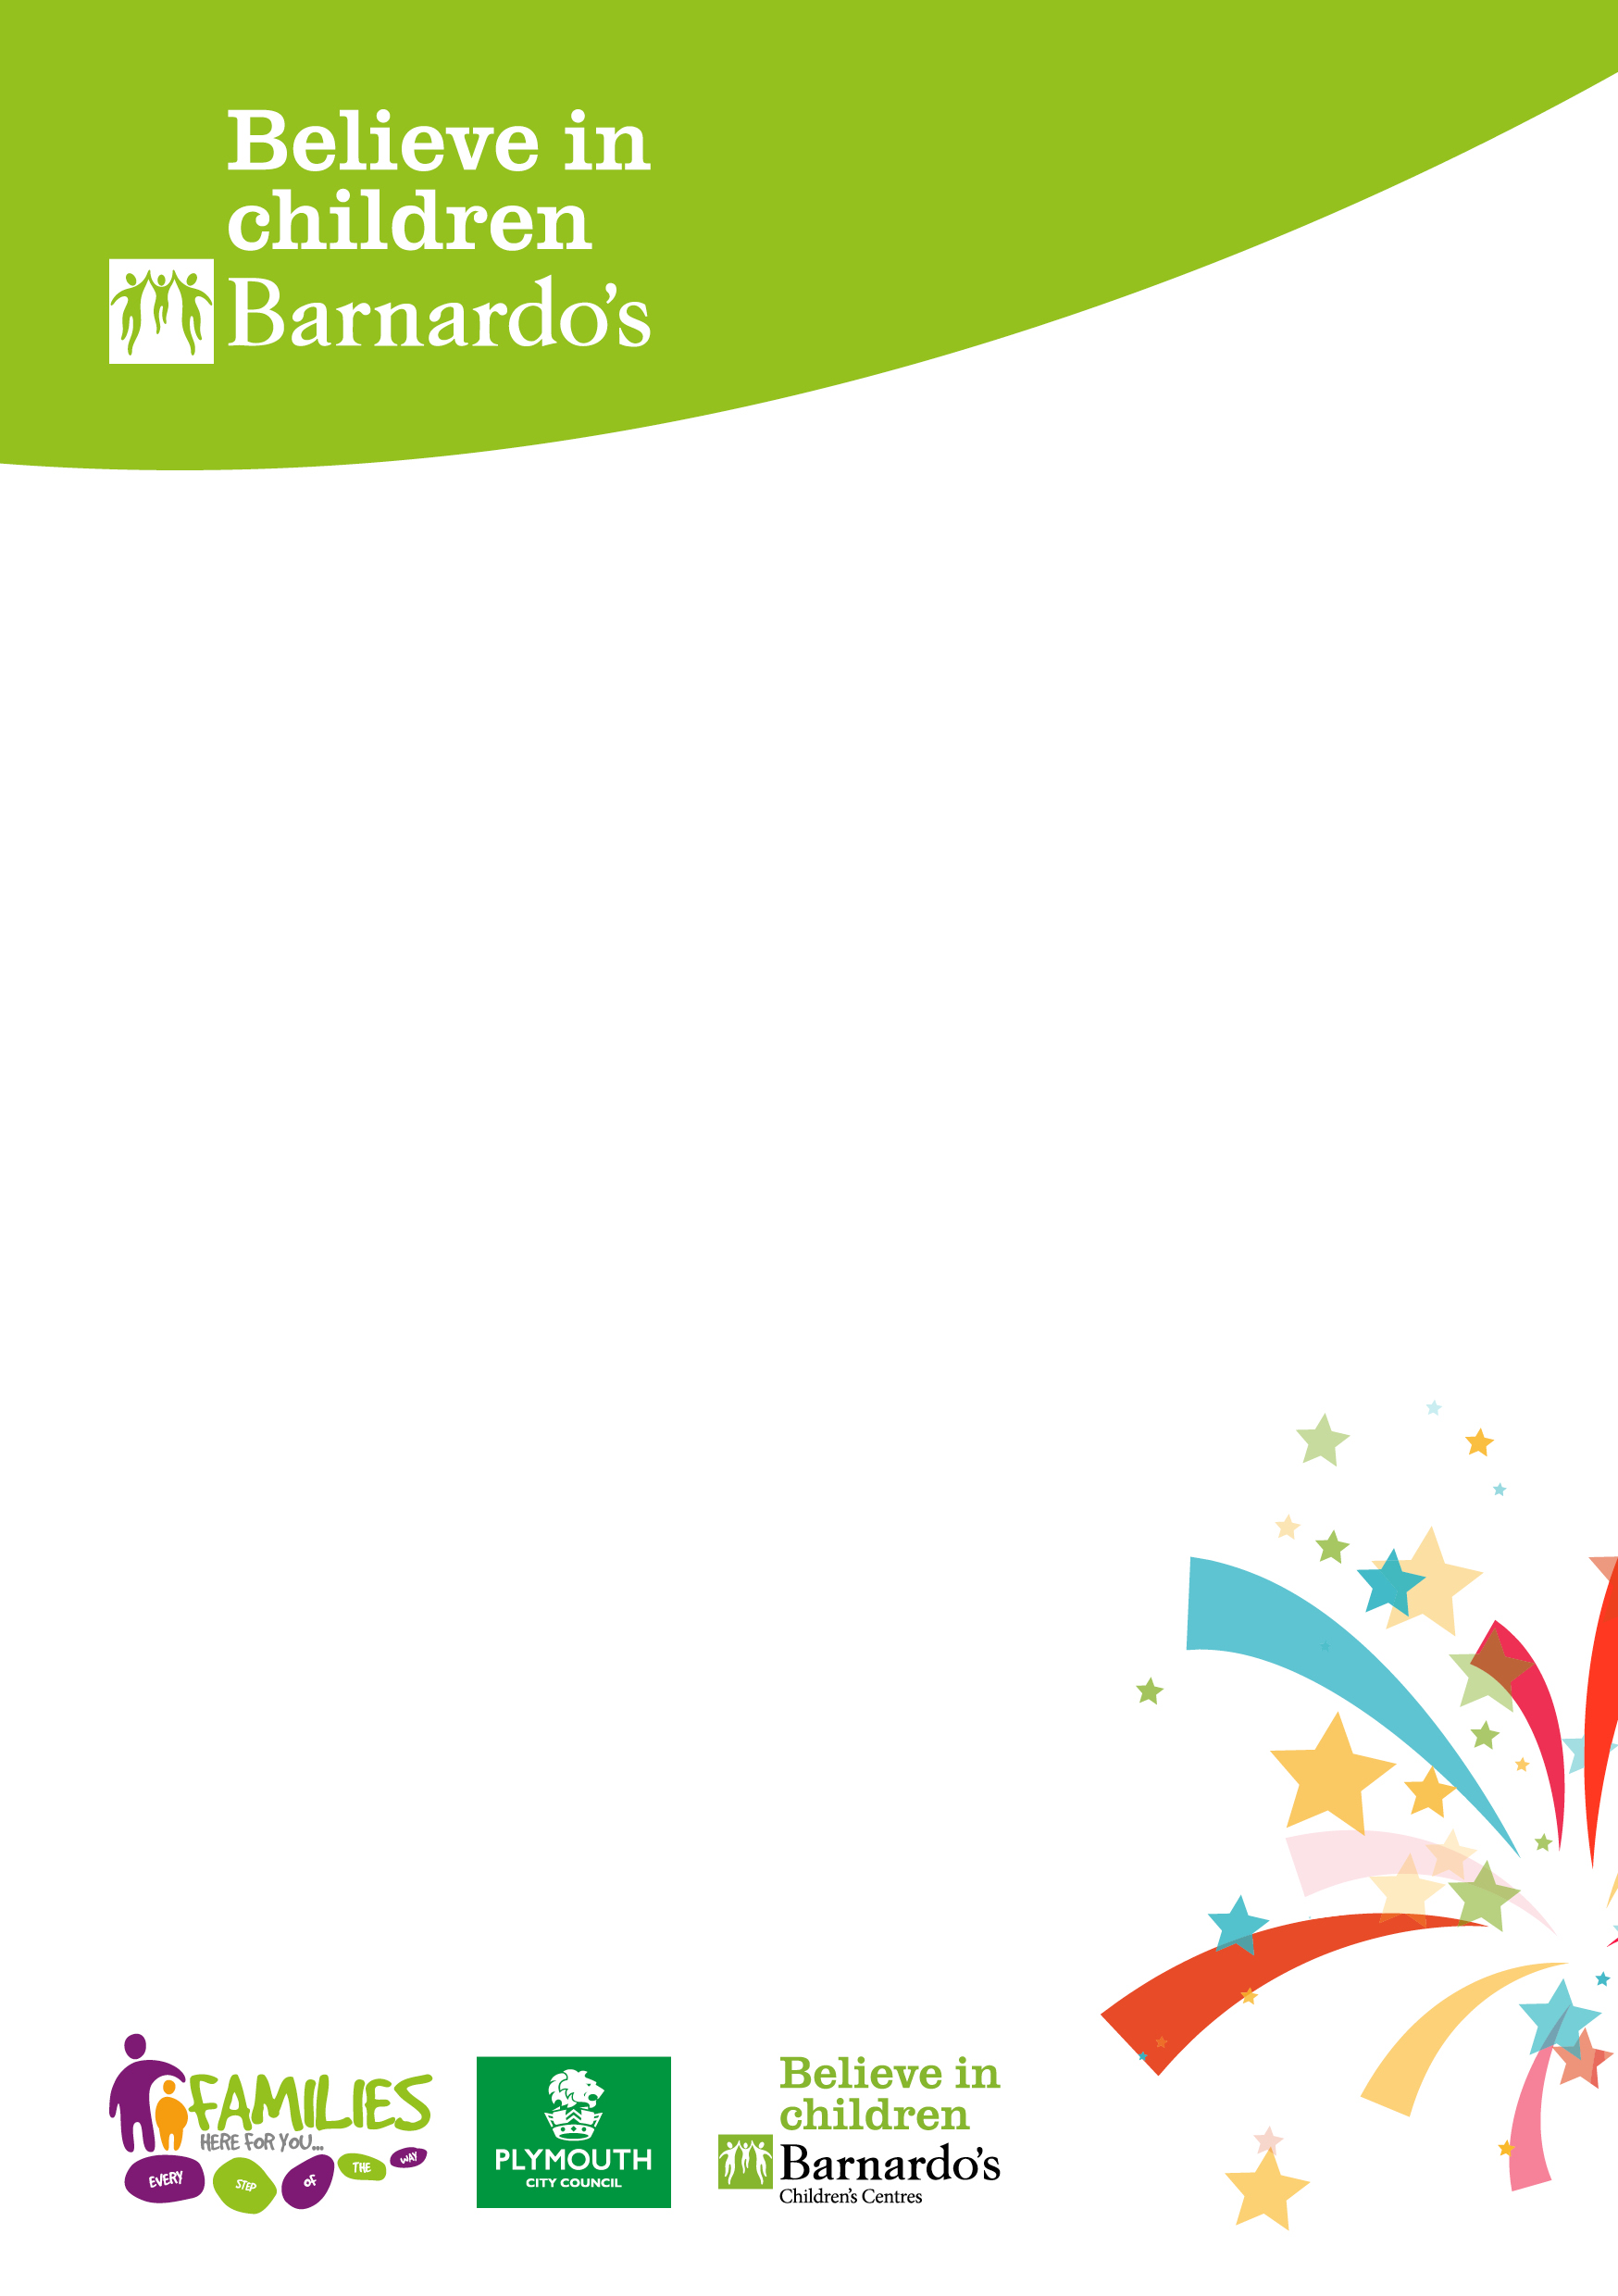 Believe in
children
Barnardo's
FAMILIES
HERE FOR YOU...
EVERY STEP OF THE WAY
PLYMOUTH
CITY COUNCIL
Believe in
children
Barnardo's
Children's Centres